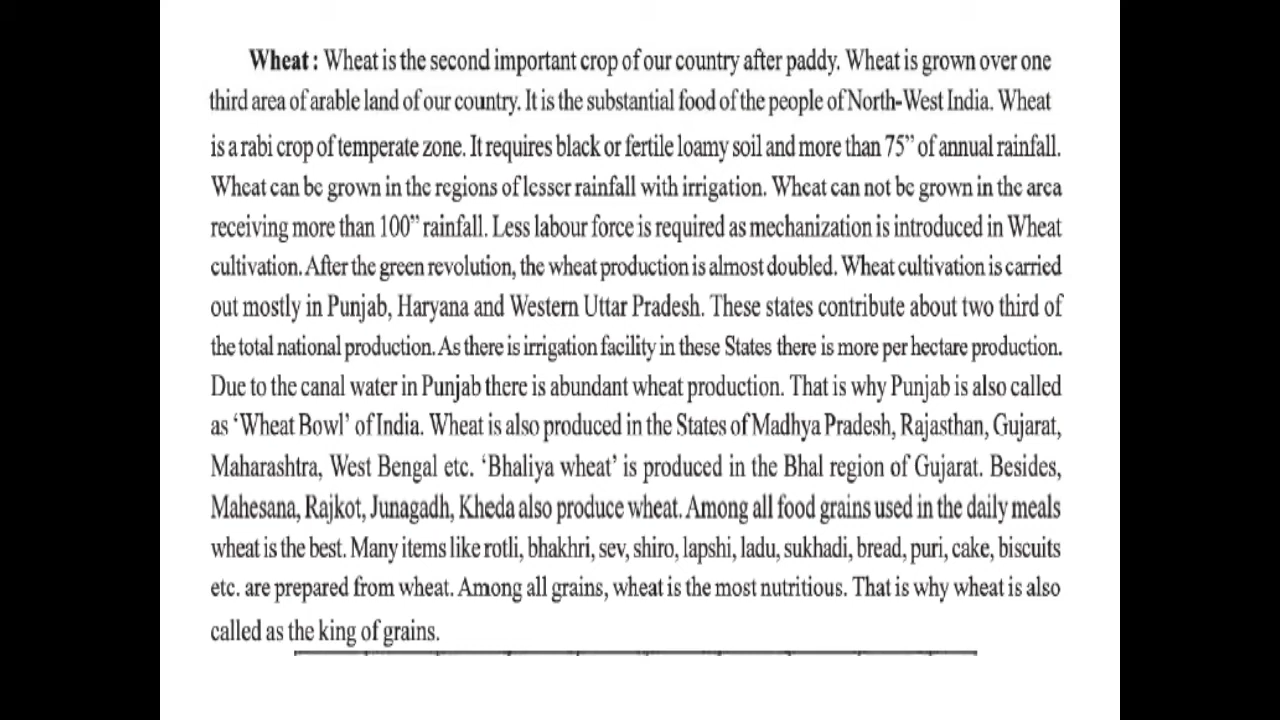 Wheat : Wheat is the second important crop of our country after paddy. Wheat is grown over one
third area of arable land of our country. It is the substantial food of the people of North-West India. Wheat
is a rabi crop of temperate zone. It requires black or fertile loamy soil and more than 75” of annual rainfall.
Wheat can be grown in the regions of lesser rainfall with irrigation. Wheat can not be grown in the area
receiving more than 100” rainfall. Less labour force is required as mechanization is introduced in Wheat
cultivation. After the green revolution, the wheat production is almost doubled. Wheat cultivation is carried
out mostly in Punjab, Haryana and Western Uttar Pradesh. These states contribute about two third of
the total national production. As there is irrigation facility in these States there is more per hectare production.
Due to the canal water in Punjab there is abundant wheat production. That is why Punjab is also called
as ‘Wheat Bowl’ of India. Wheat is also produced in the States of Madhya Pradesh, Rajasthan, Gujarat,
Maharashtra, West Bengal etc. ‘Bhaliya wheat’ is produced in the Bhal region of Gujarat. Besides,
Mahesana, Rajkot, Junagadh, Kheda also produce wheat. Among all food grains used in the daily meals
wheat is the best. Many items like rotli, bhakhri, sev, shiro, lapshi, ladu, sukhadi, bread, puri, cake, biscuits
etc. are prepared from wheat. Among all grains, wheat is the most nutritious. That is why wheat is also
called as the king of grains.